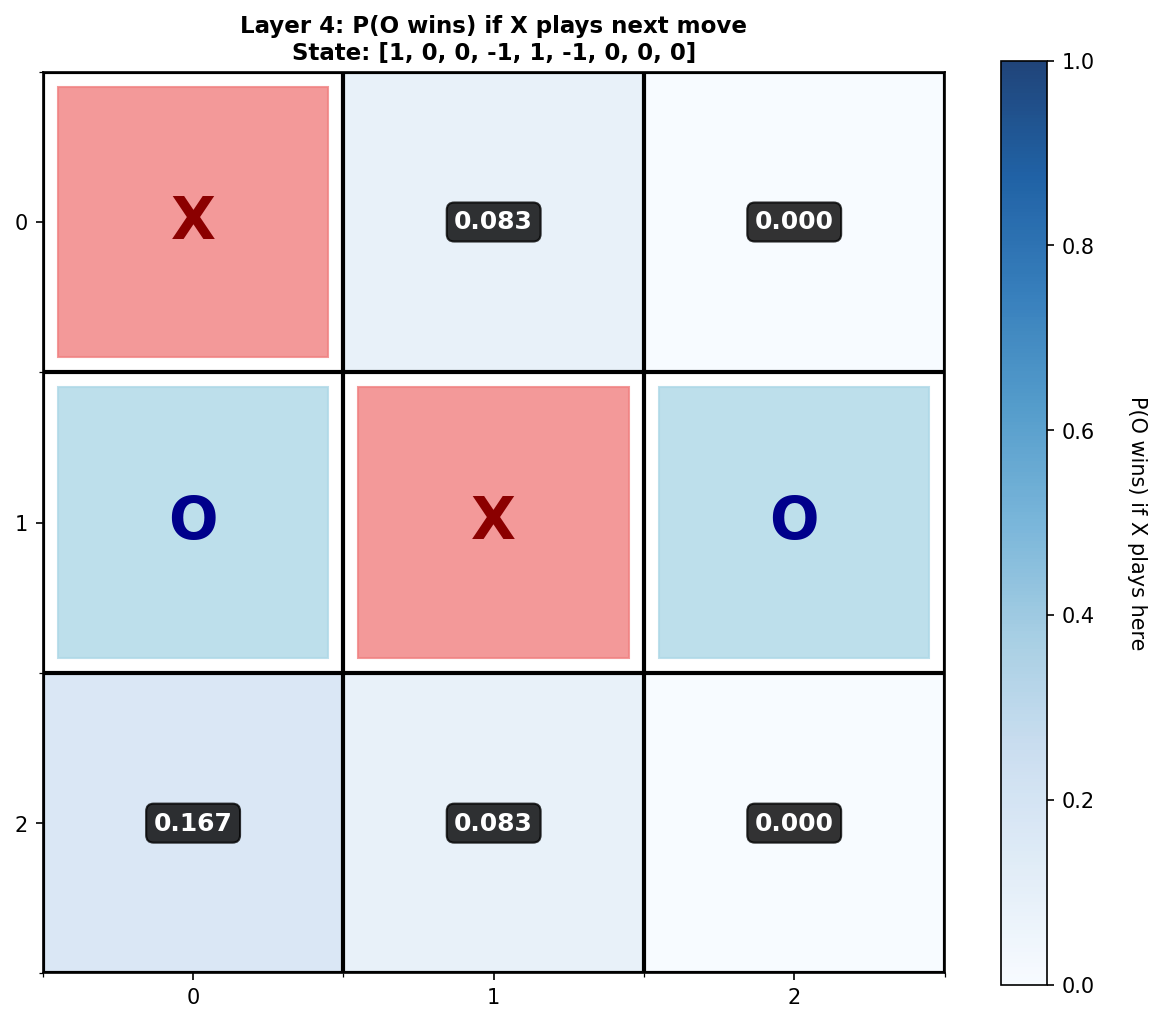 Layer 4: P(O wins) if X plays next move
State: [1, 0, 0, -1, 1, -1, 0, 0, 0]
0
X
0.083
0.000
1
O
X
O
2
0.167
0.083
0.000
0
1
2
1.0
0.8
0.6
0.4
0.2
0.0
P(O wins) if X plays here